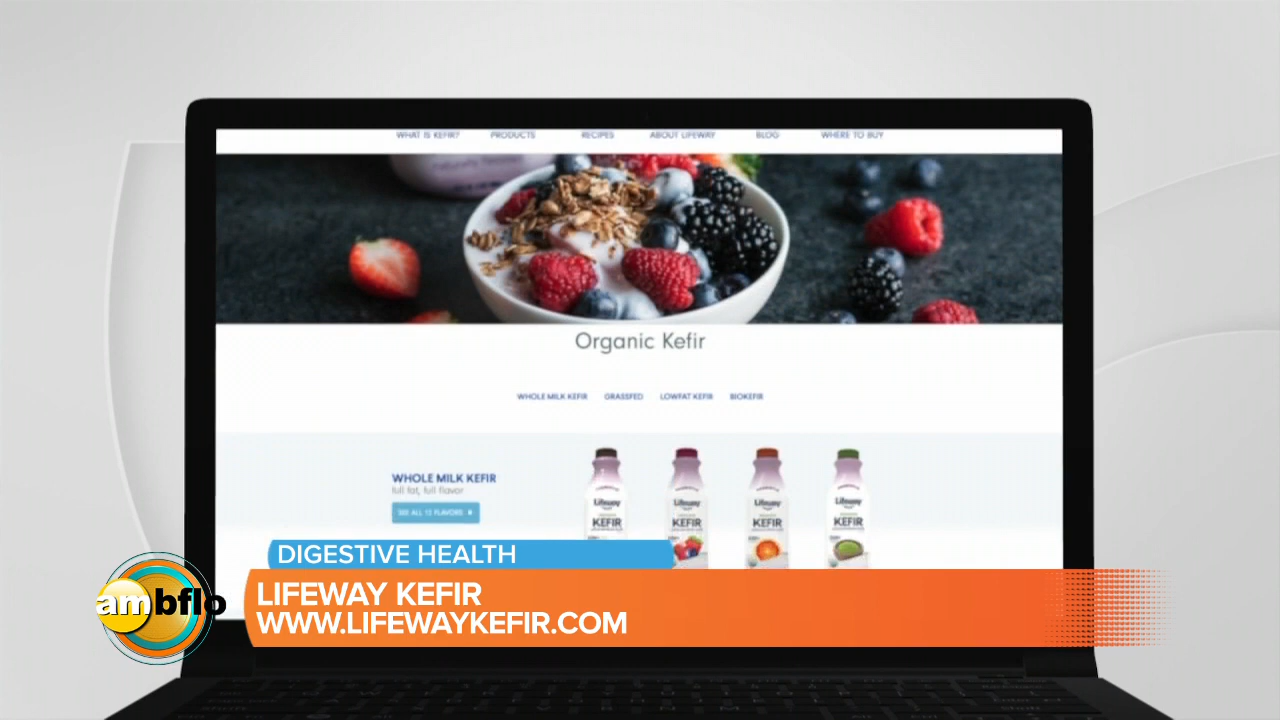 WHAT IS KEFIR? PRODUCTS RECIPES ABOUT LIFEWAY BLOG WHERE TO BUY
Organic Kefir
WHOLE MILK KEFIR GRASSFED LOWFAT KEFIR BIOKEFIR
WHOLE MILK KEFIR
full fat, full flavor
SEE ALL 12 FLAVORS
Lifeway Lifeway Lifeway Lifeway
KEFIR KEFIR KEFIR KEFIR
DIGESTIVE HEALTH
ambflo
LIFEWAY KEFIR
WWW.LIFEWAYKEFIR.COM